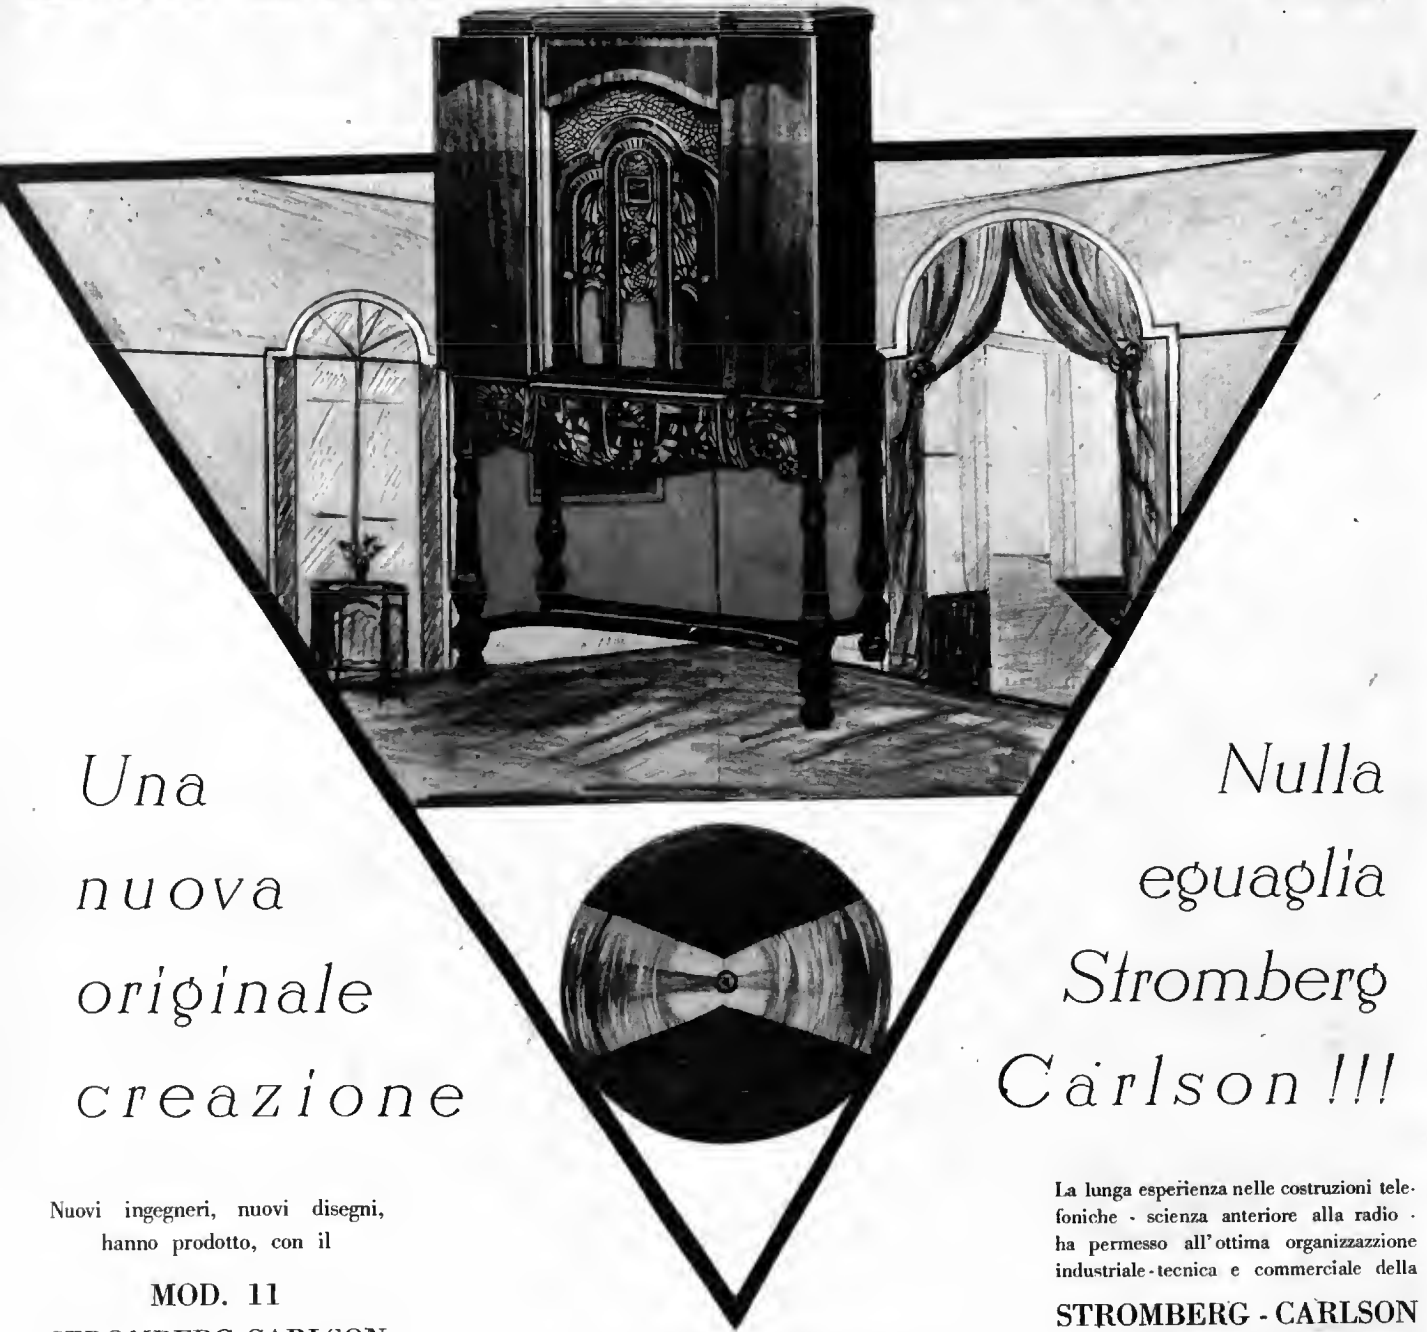 Una
nuova
originale
creazione
Nulla
eguaglia
Stromberg
Carlson !!!
Nuovi ingegneri, nuovi disegni,
hanno prodotto, con il
MOD. 11
STROMBERG-CARLSON
La lunga esperienza nelle costruzioni tele-
foniche - scienza anteriore alla radio -
ha permesso all'ottima organizzazzione
industriale-tecnica e commerciale della
STROMBERG - CARLSON